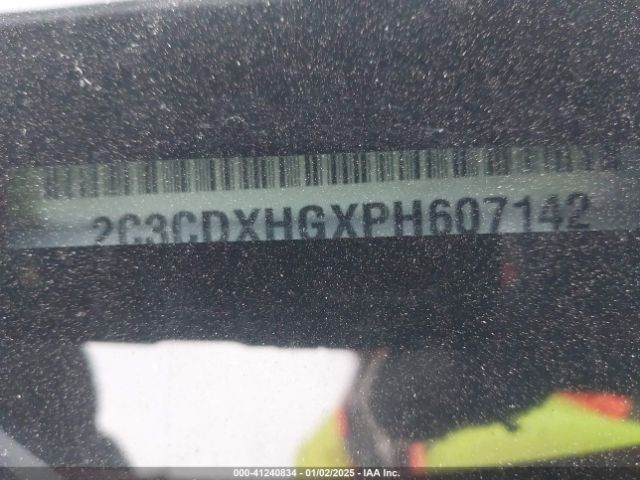 2C3CDXHGXPH607142
000-41240834 - 01/02/2025 - IAA Inc.